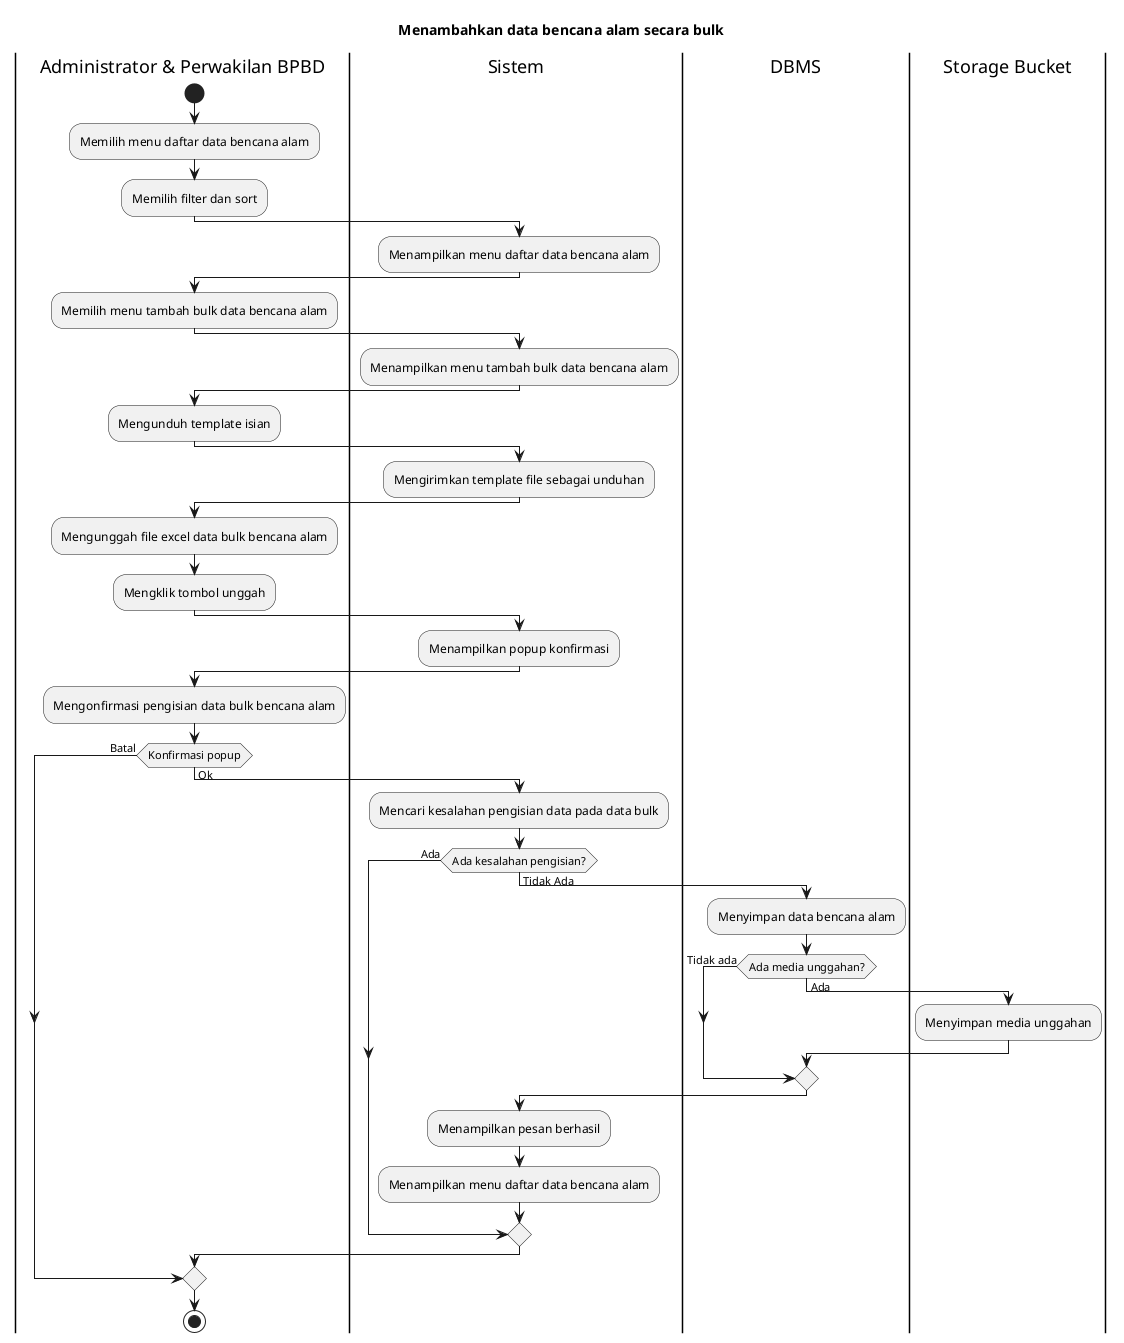 Menambahkan data bencana alam secara bulk
Administrator & Perwakilan BPBD
Sistem
DBMS
Storage Bucket
Memilih menu daftar data bencana alam
Memilih filter dan sort
Menampilkan menu daftar data bencana alam
Memilih menu tambah bulk data bencana alam
Menampilkan menu tambah bulk data bencana alam
Mengunduh template isian
Mengirimkan template file sebagai unduhan
Mengunggah file excel data bulk bencana alam
Mengklik tombol unggah
Menampilkan popup konfirmasi
Mengonfirmasi pengisian data bulk bencana alam
Batal
Konfirmasi popup
Ok
Mencari kesalahan pengisian data pada data bulk
Ada
Ada kesalahan pengisian?
Tidak Ada
Menyimpan data bencana alam
Tidak ada
Ada media unggahan?
Ada
Menyimpan media unggahan
Menampilkan pesan berhasil
Menampilkan menu daftar data bencana alam